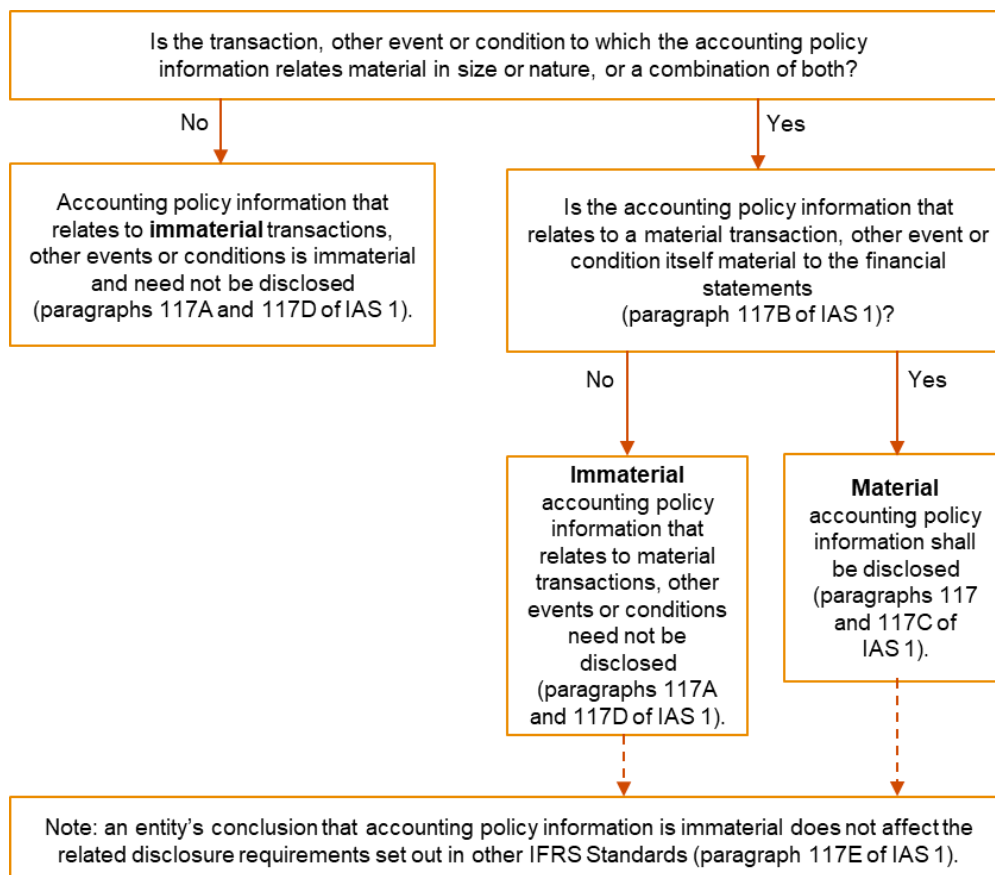 Is the transaction, other event or condition to which the accounting policy
information relates material in size or nature, or a combination of both?
No
Yes
Accounting policy information that
relates to immaterial transactions,
other events or conditions is immaterial
and need not be disclosed
(paragraphs 117A and 117D of IAS 1).
Is the accounting policy information that
relates to a material transaction, other event or
condition itself material to the financial
statements
(paragraph 117B of IAS 1)?
No
Yes
Immaterial
accounting policy
information that
relates to material
transactions, other
events or conditions
need not be
disclosed
(paragraphs 117A
and 117D of IAS 1).
Material
accounting policy
information shall
be disclosed
(paragraphs 117
and 117C of
IAS 1).
Note: an entity's conclusion that accounting policy information is immaterial does not affect the
related disclosure requirements set out in other IFRS Standards (paragraph 117E of IAS 1).